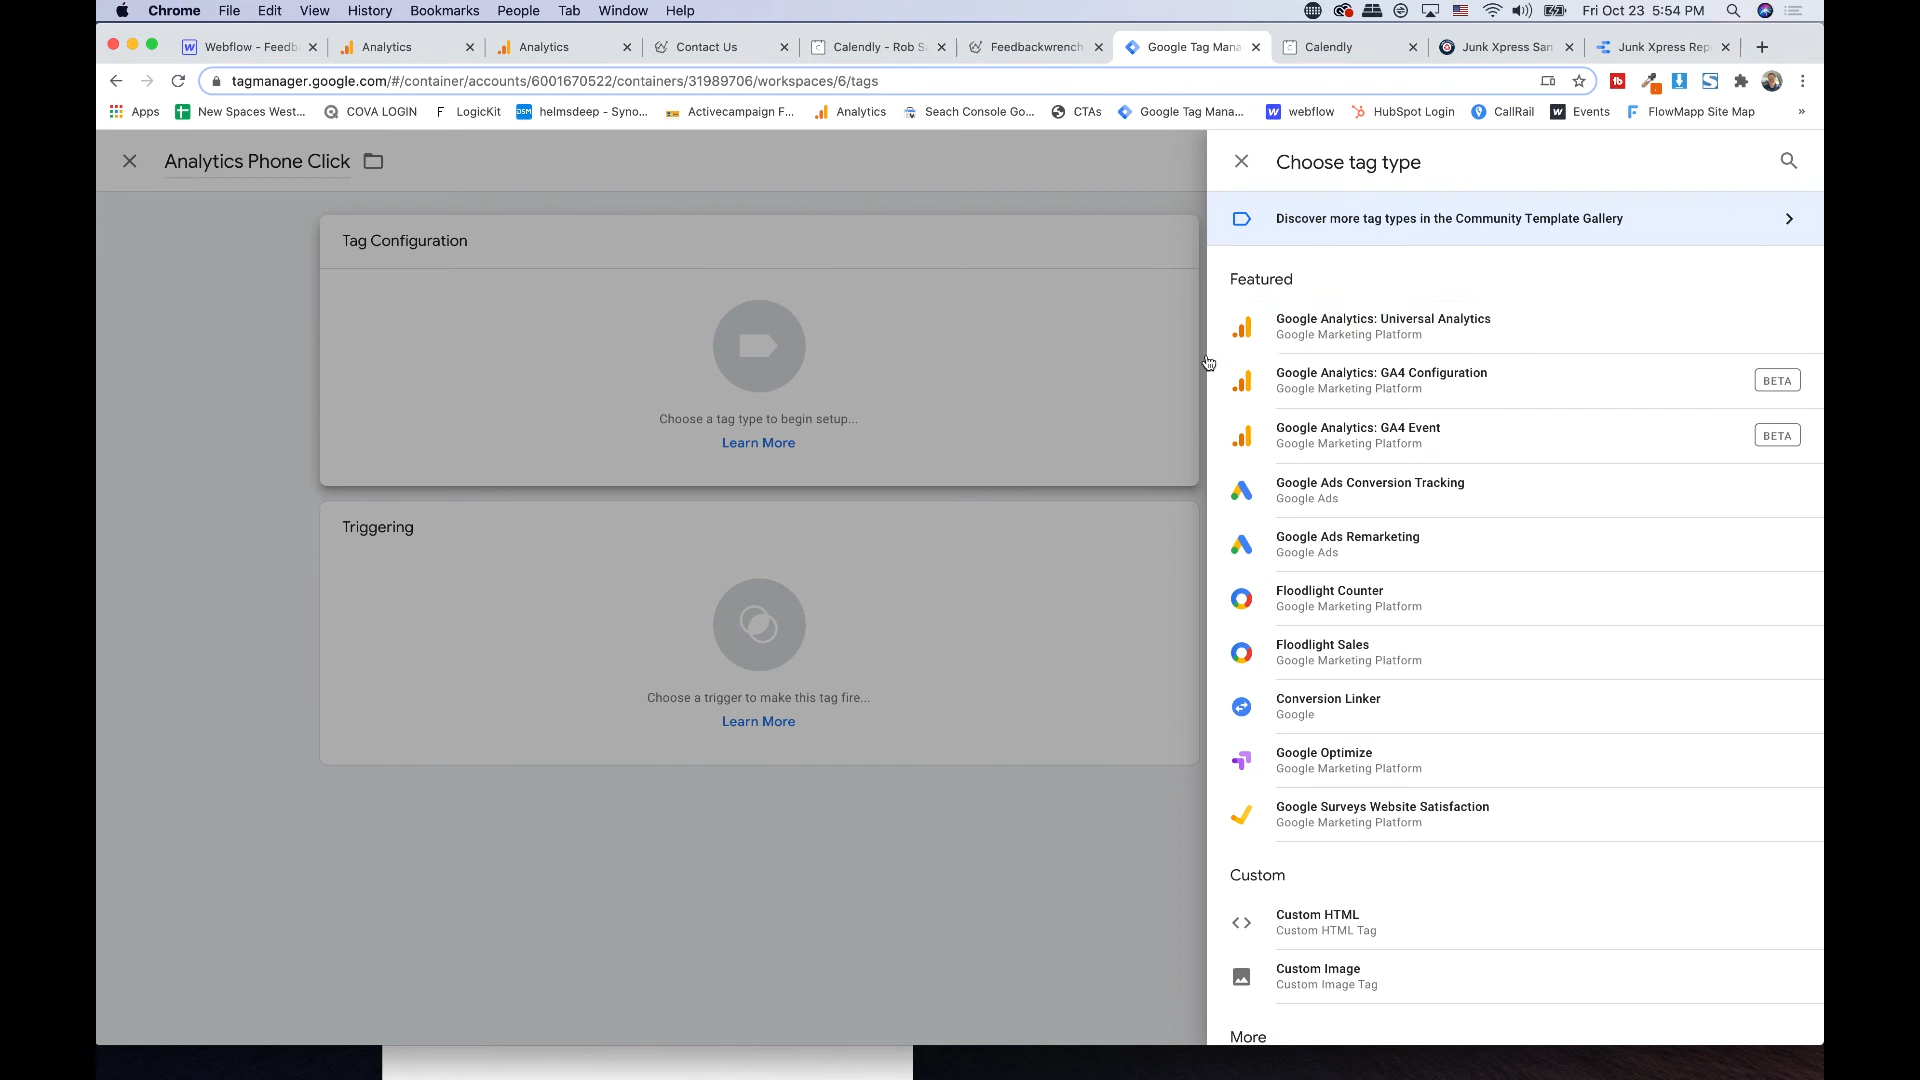 Chrome File Edit View History Bookmarks People Tab Window Help Fri Oct 23 5:54 PM
Webflow - Feedb Analytics Analytics Contact Us Calendly - Rob S Feedbackwrench Google Tag Mana Calendly Junk Xpress San Junk Xpress Rep
tagmanager.google.com/#/container/accounts/6001670522/containers/31989706/workspaces/6/tags
Apps New Spaces West... COVA LOGIN LogicKit helmsdeep - Syno... Activecampaign F... Analytics Seach Console Go... CTAs Google Tag Mana... webflow HubSpot Login CallRail Events FlowMapp Site Map »
Analytics Phone Click
Tag Configuration
Choose a tag type to begin setup...
Learn More
Triggering
Choose a trigger to make this tag fire...
Learn More
Choose tag type
Discover more tag types in the Community Template Gallery
Featured
Google Analytics: Universal Analytics
Google Marketing Platform
Google Analytics: GA4 Configuration
Google Marketing Platform
BETA
Google Analytics: GA4 Event
Google Marketing Platform
BETA
Google Ads Conversion Tracking
Google Ads
Google Ads Remarketing
Google Ads
Floodlight Counter
Google Marketing Platform
Floodlight Sales
Google Marketing Platform
Conversion Linker
Google
Google Optimize
Google Marketing Platform
Google Surveys Website Satisfaction
Google Marketing Platform
Custom
Custom HTML
Custom HTML Tag
Custom Image
Custom Image Tag
More